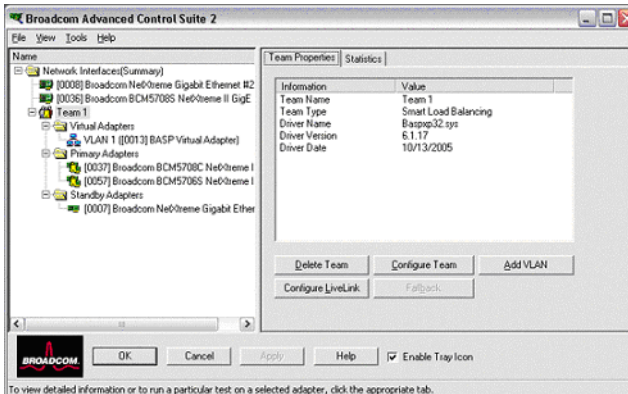 Broadcom Advanced Control Suite 2
File View Tools Help
Name
Network Interfaces(Summary)
[0008] Broadcom NetXtreme Gigabit Ethernet #2
[0036] Broadcom BCM5708S NetXtreme II GigE
Team 1
Virtual Adapters
VLAN 1 ([0013] BASP Virtual Adapter)
Primary Adapters
[0037] Broadcom BCM5708C NetXtreme I
[0057] Broadcom BCM5706S NetXtreme I
Standby Adapters
[0007] Broadcom NetXtreme Gigabit Ether
Team Properties Statistics
Information Value
Team Name Team 1
Team Type Smart Load Balancing
Driver Name Baspxp32.sys
Driver Version 6.1.17
Driver Date 10/13/2005
Delete Team Configure Team Add VLAN
Configure LiveLink Fallback
BROADCOM. OK Cancel Apply Help Enable Tray Icon
To view detailed information or to run a particular test on a selected adapter, click the appropriate tab.